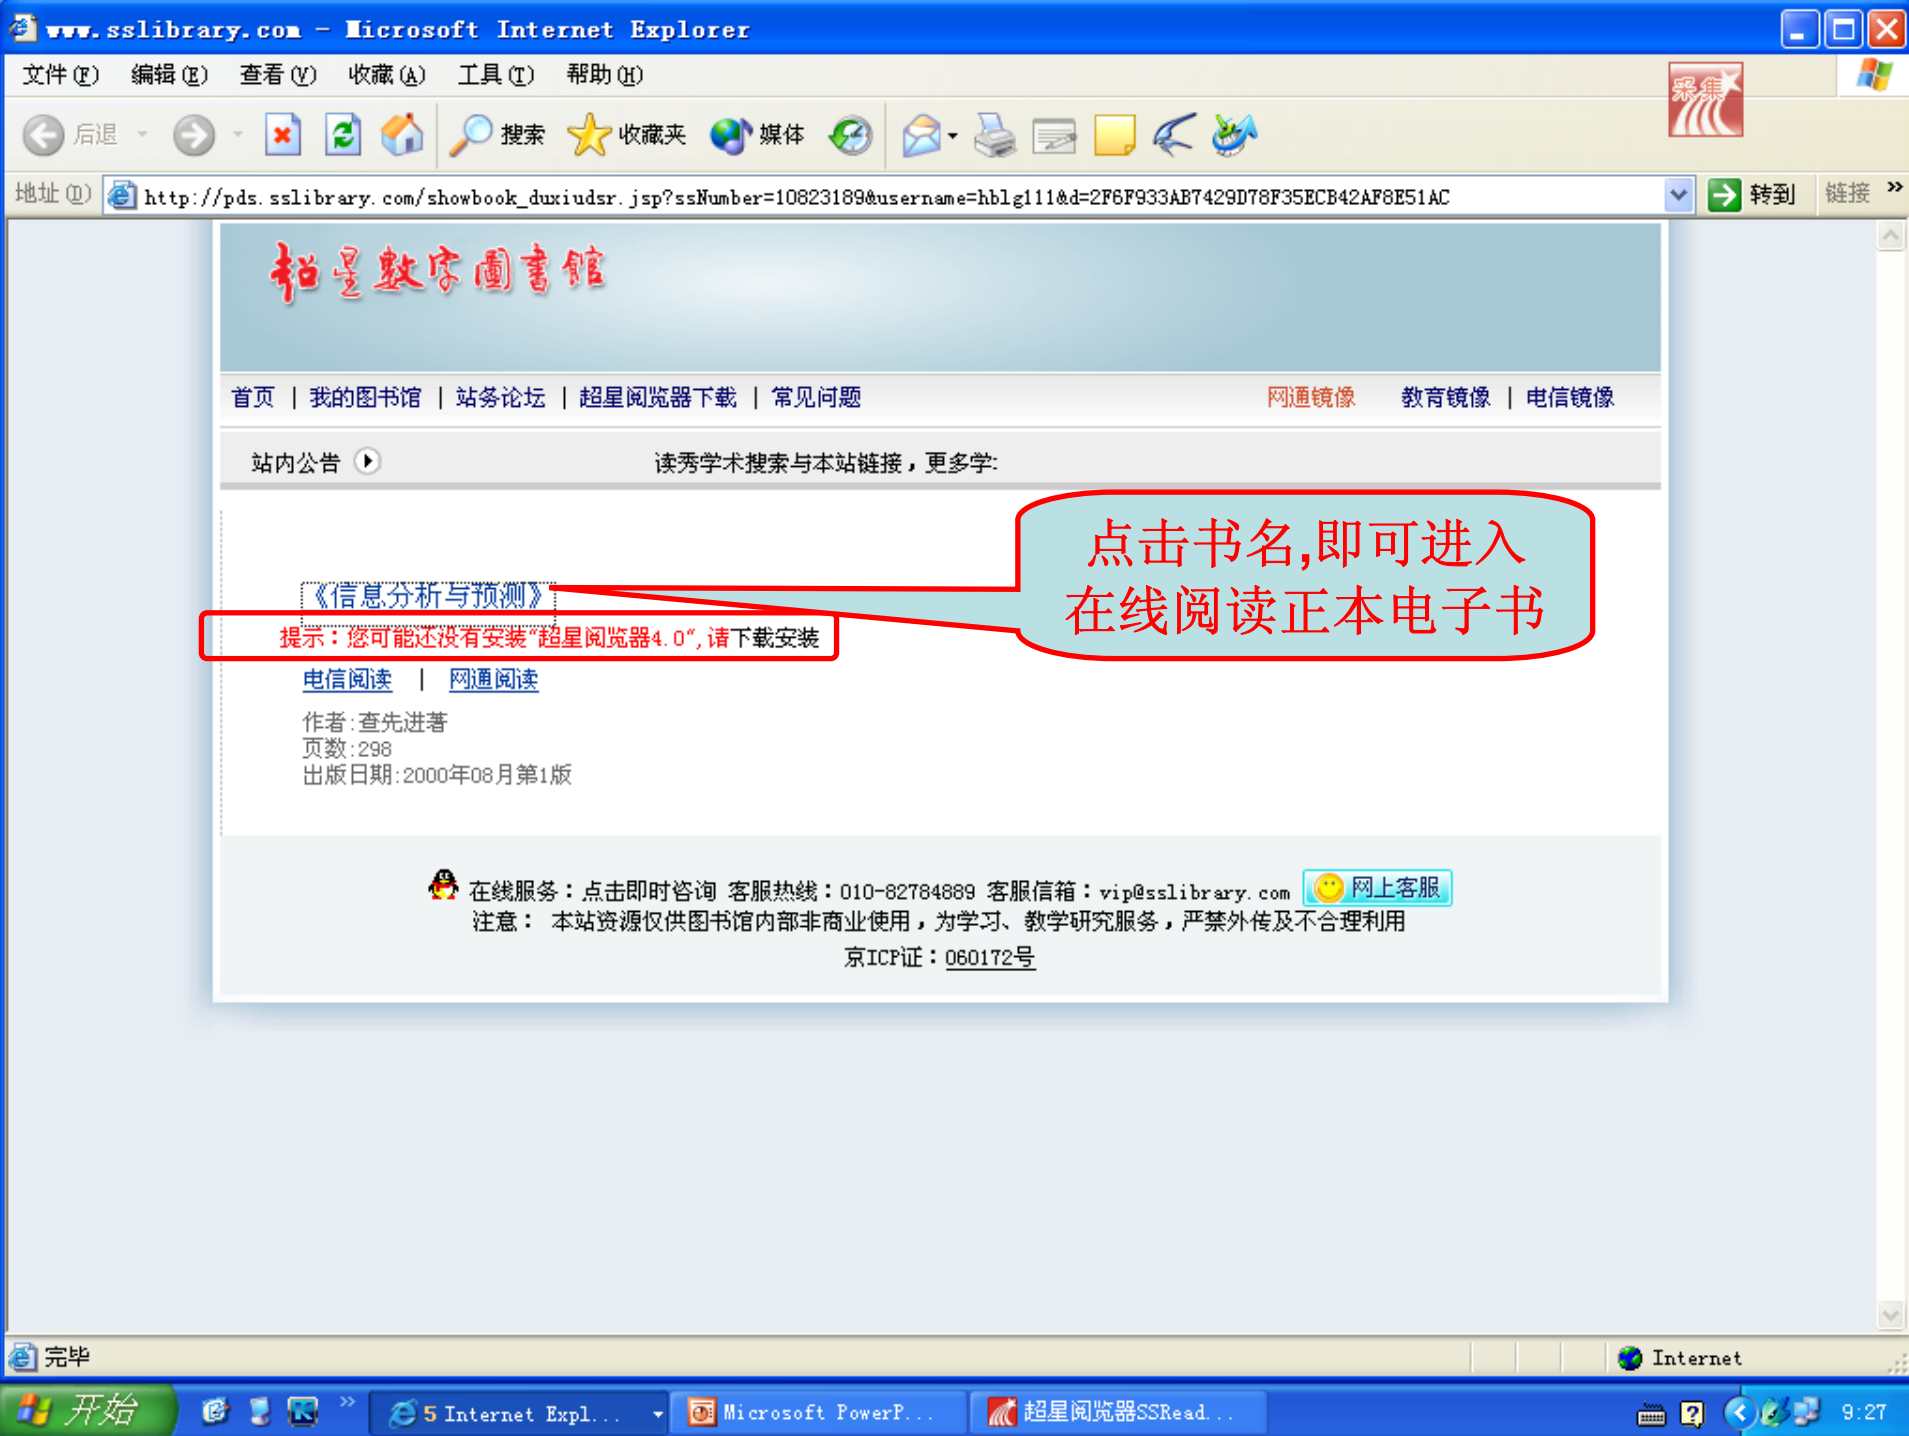 www.sslibrary.com - Microsoft Internet Explorer
文件(F) 编辑(E) 查看(V) 收藏(A) 工具(T) 帮助(H)
采集
后退 搜索 收藏夹 媒体
地址(D) http://pds.sslibrary.com/showbook_duxiudsr.jsp?ssNumber=10823189&username=hblg111&d=2F6F933AB7429D78F35ECB42AF8E51AC 转到 链接 »
超星數字圖書館
首页 | 我的图书馆 | 站务论坛 | 超星阅览器下载 | 常见问题 网通镜像 教育镜像 | 电信镜像
站内公告 读秀学术搜索与本站链接，更多学:
点击书名,即可进入
在线阅读正本电子书
《信息分析与预测》
提示：您可能还没有安装“超星阅览器4.0“,请下载安装
电信阅读 | 网通阅读
作者:查先进著
页数:298
出版日期:2000年08月第1版
在线服务：点击即时咨询 客服热线：010-82784889 客服信箱：vip@sslibrary.com 网上客服
注意： 本站资源仅供图书馆内部非商业使用，为学习、教学研究服务，严禁外传及不合理利用
京ICP证：060172号
完毕 Internet
开始 » 5 Internet Expl... Microsoft PowerP... 超星阅览器SSRead... 9:27